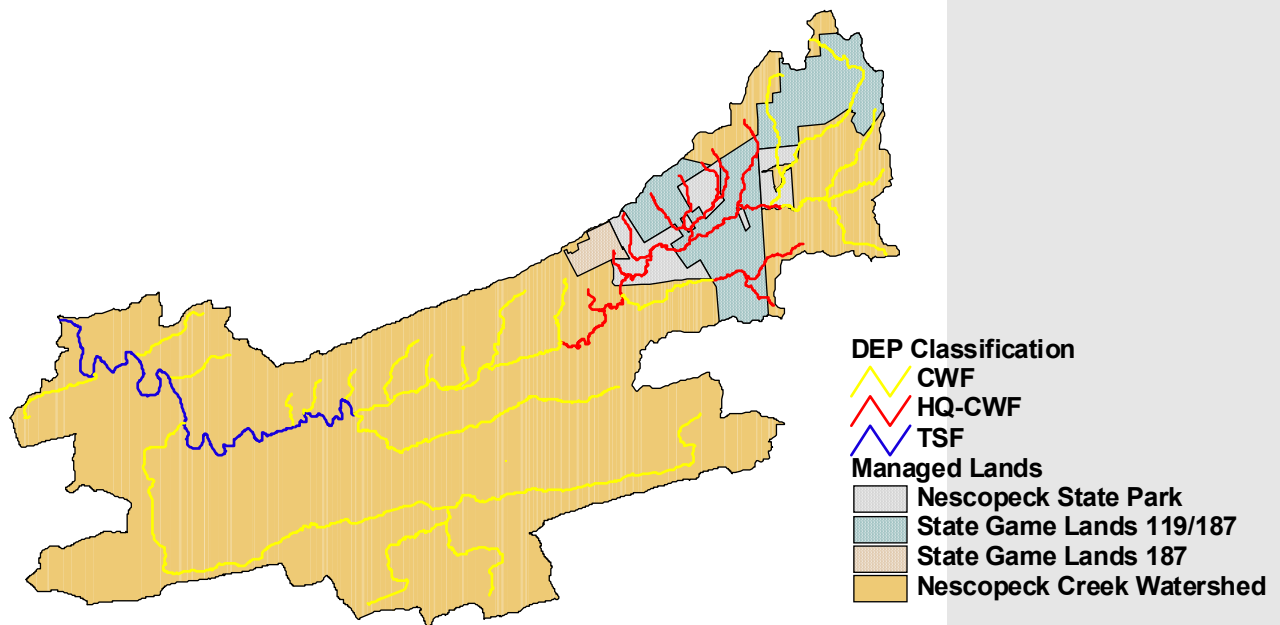 DEP Classification
CWF
HQ-CWF
TSF
Managed Lands
Nescopeck State Park
State Game Lands 119/187
State Game Lands 187
Nescopeck Creek Watershed